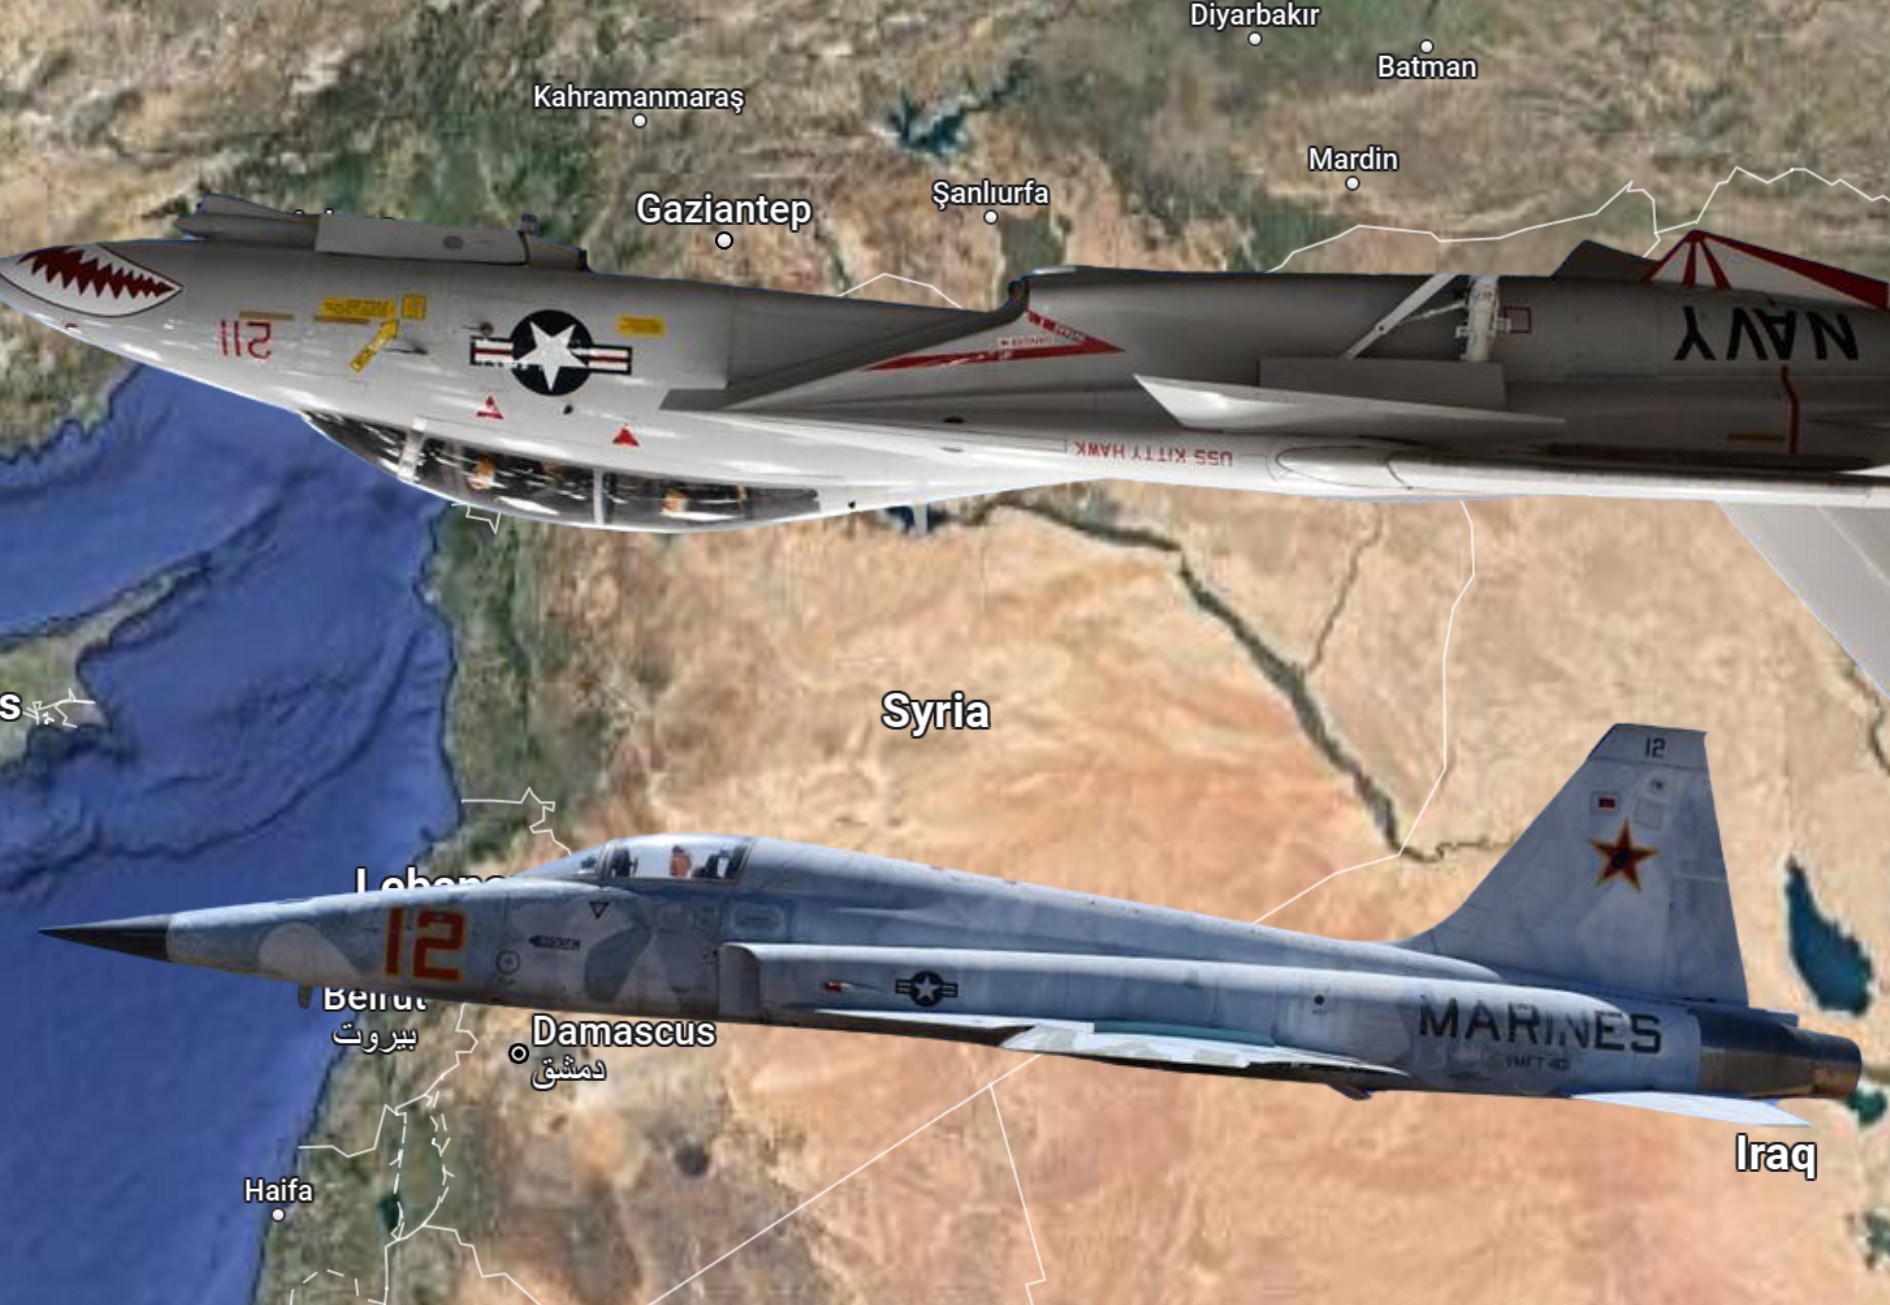 Diyarbakır
Batman
Kahramanmaraş
Mardin
Şanlıurfa
Gaziantep
112
NAVY
USS KITTY HAWK
Syria
12
12
Beirut
بيروت
MARINES
Damascus
دمشق
Iraq
Haifa